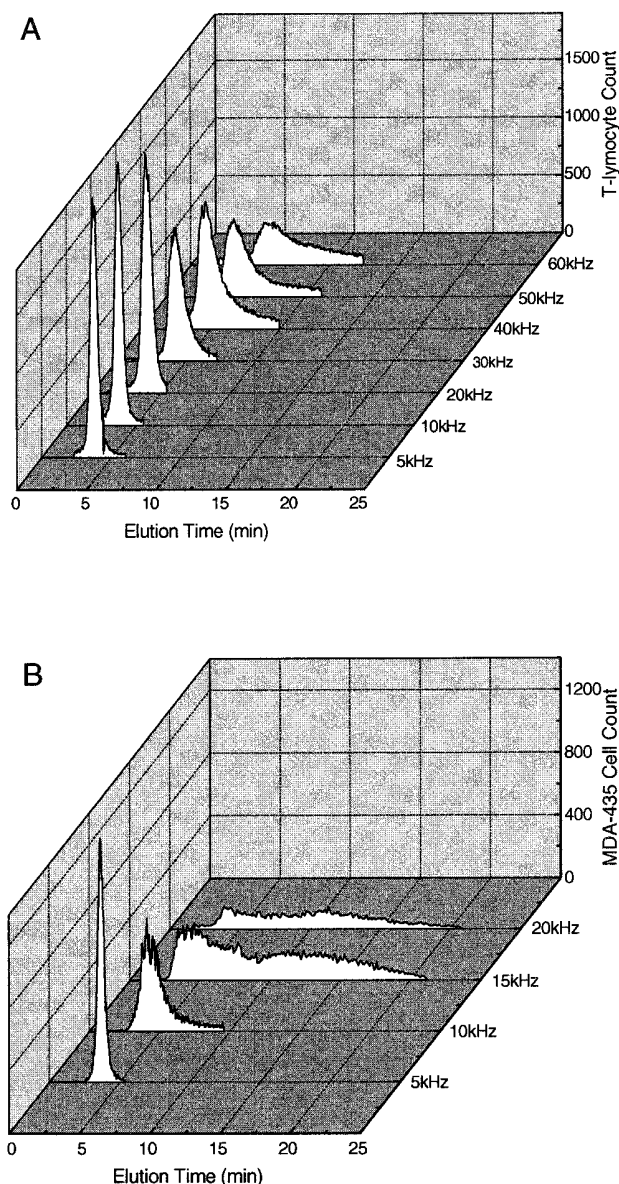 A
1500
1000
500
0
T-lymocyte Count
60kHz
50kHz
40kHz
30kHz
20kHz
10kHz
5kHz
0 5 10 15 20 25
Elution Time (min)
B
1200
800
400
0
MDA-435 Cell Count
20kHz
15kHz
10kHz
5kHz
0 5 10 15 20 25
Elution Time (min)